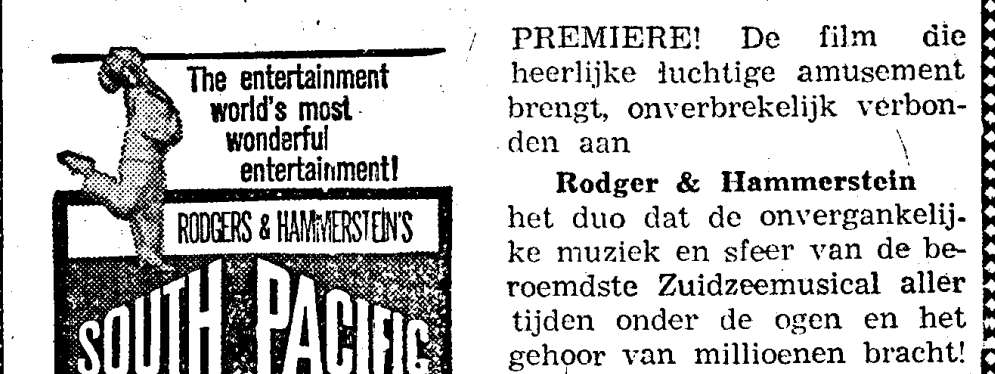 The entertainment
world's most
wonderful
entertainment!
RODGERS & HAMMERSTEIN'S
SOUTH PACIFIC
PREMIERE! De film die
heerlijke luchtige amusement
brengt, onverbrekelijk verbon-
den aan
Rodger & Hammerstein
het duo dat de onvergankelij-
ke muziek en sfeer van de be-
roemdste Zuidzeemusical aller
tijden onder de ogen en het
gehoor van millioenen bracht!